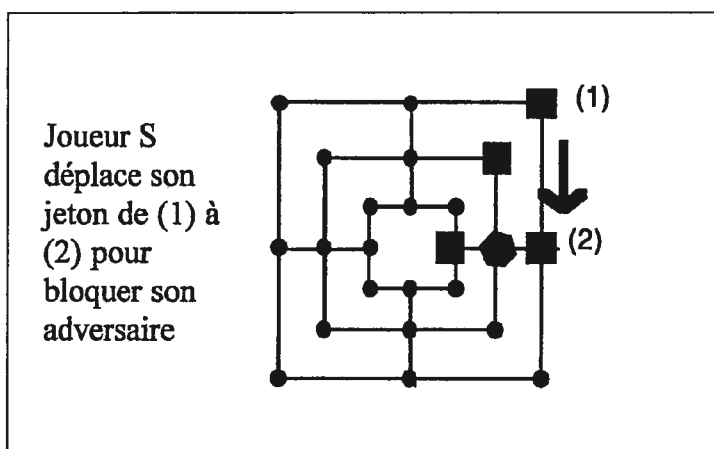 Joueur S
déplace son
jeton de (1) à
(2) pour
bloquer son
adversaire
(1)
(2)